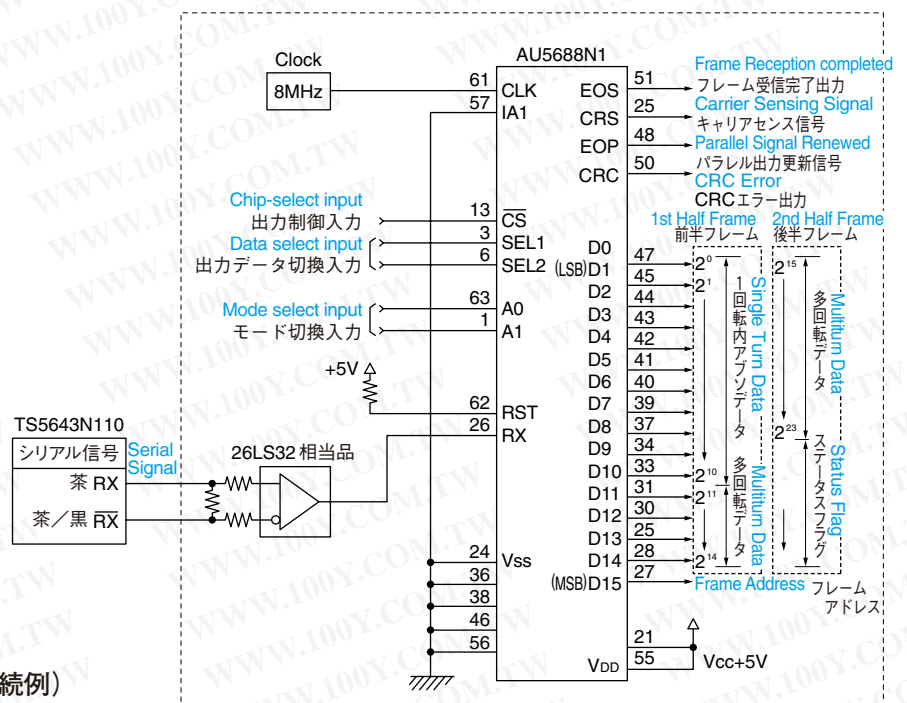 Clock
8MHz
AU5688N1
61 CLK
57 IA1
EOS 51
CRS 25
EOP 48
CRC 50
Frame Reception completed
フレーム受信完了出力
Carrier Sensing Signal
キャリアセンス信号
Parallel Signal Renewed
パラレル出力更新信号
CRC Error
CRCエラー出力
Chip-select input
出力制御入力
13 CS
Data select input
出力データ切換入力
3 SEL1
6 SEL2
Mode select input
モード切換入力
63 A0
1 A1
+5V
62 RST
26 RX
1st Half Frame 2nd Half Frame
前半フレーム 後半フレーム
D0 47
(LSB) D1 45
D2 44
D3 43
D4 42
D5 41
D6 40
D7 39
D8 37
D9 34
D10 33
D11 31
D12 30
D13 25
D14 28
(MSB) D15 27
2⁰
2¹
2¹⁰
2¹¹
2¹⁴
1回転内アブソデータ
Single Turn Data
多回転データ
Multiturn Data
2¹⁵
2²³
多回転データ
Multiturn Data
ステータスフラグ
Status Flag
Frame Address フレーム
アドレス
TS5643N110
シリアル信号
Serial
Signal
茶 RX
茶/黒 RX
26LS32 相当品
24 Vss
36
38
46
56
21
VDD 55
Vcc+5V
続例)
WWW.100Y.COM.TW